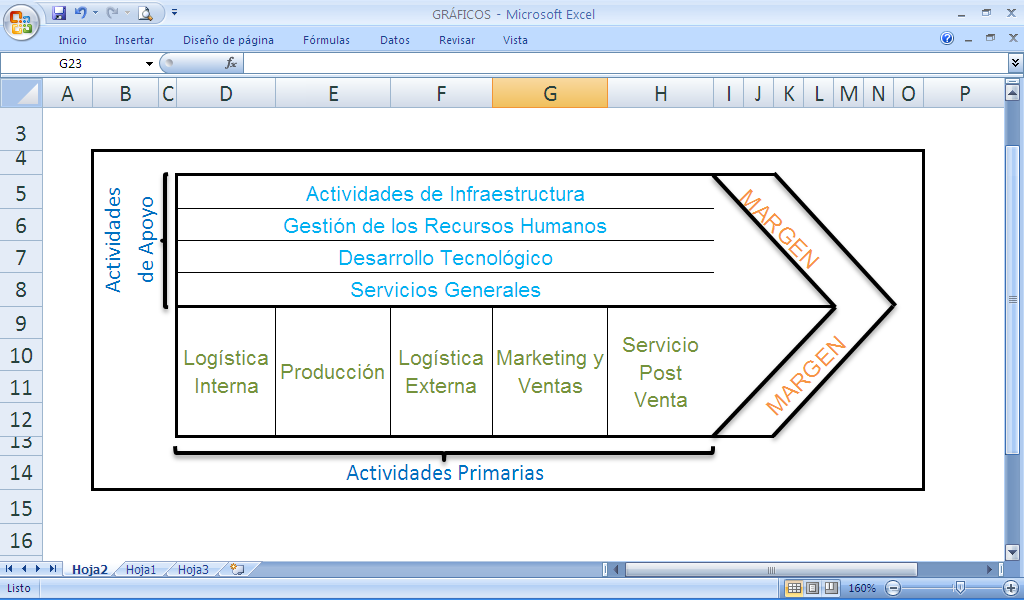 GRÁFICOS - Microsoft Excel
Inicio Insertar Diseño de página Fórmulas Datos Revisar Vista
G23 fx
A B C D E F G H I J K L M N O P
3
4
5
6
7
8
9
10
11
12
13
14
15
16
Actividades
de Apoyo
Actividades de Infraestructura
Gestión de los Recursos Humanos
Desarrollo Tecnológico
Servicios Generales
MARGEN
Logística
Interna
Producción
Logística
Externa
Marketing y
Ventas
Servicio
Post
Venta
MARGEN
Actividades Primarias
Hoja2 Hoja1 Hoja3
Listo 160%